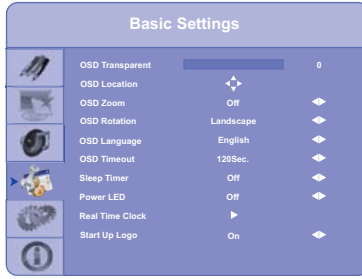 Basic Settings
OSD Transparent 0
OSD Location
OSD Zoom Off
OSD Rotation Landscape
OSD Language English
OSD Timeout 120Sec.
Sleep Timer Off
Power LED Off
Real Time Clock
Start Up Logo On